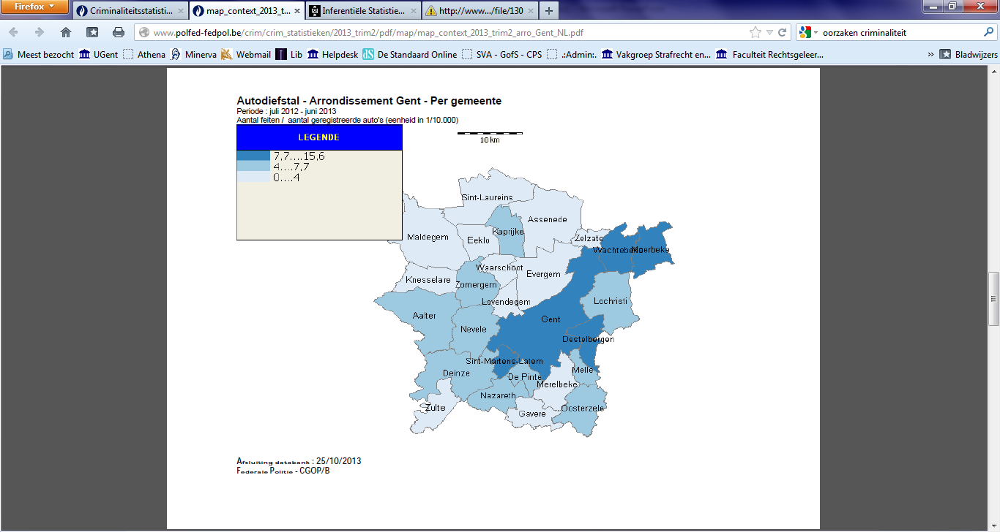 Firefox
Criminaliteitsstatisti...
map_context_2013_t...
Inferentiële Statistie...
http://www.../file/130
www.polfed-fedpol.be/crim/crim_statistieken/2013_trim2/pdf/map/map_context_2013_trim2_arro_Gent_NL.pdf
oorzaken criminaliteit
Meest bezocht
UGent
Athena
Minerva
Webmail
Lib
Helpdesk
De Standaard Online
SVA - GofS - CPS
.:Admin:.
Vakgroep Strafrecht en...
Faculteit Rechtsgeleer...
»
Bladwijzers
Autodiefstal - Arrondissement Gent - Per gemeente
Periode : juli 2012 - juni 2013
Aantal feiten / aantal geregistreerde auto's (eenheid in 1/10.000)
LEGENDE
7,7....15,6
4....7,7
0....4
10 km
Sint-Laureins
Assenede
Kaprijke
Maldegem
Eeklo
Zelzate
Wachtebeke
Moerbeke
Waarschoot
Evergem
Knesselare
Zomergem
Lovendegem
Lochristi
Aalter
Gent
Nevele
Destelbergen
Sint-Martens-Latem
Deinze
De Pinte
Melle
Merelbeke
Nazareth
Zulte
Gavere
Oosterzele
Afsluiting databank : 25/10/2013
Federale Politie - CGOP/B